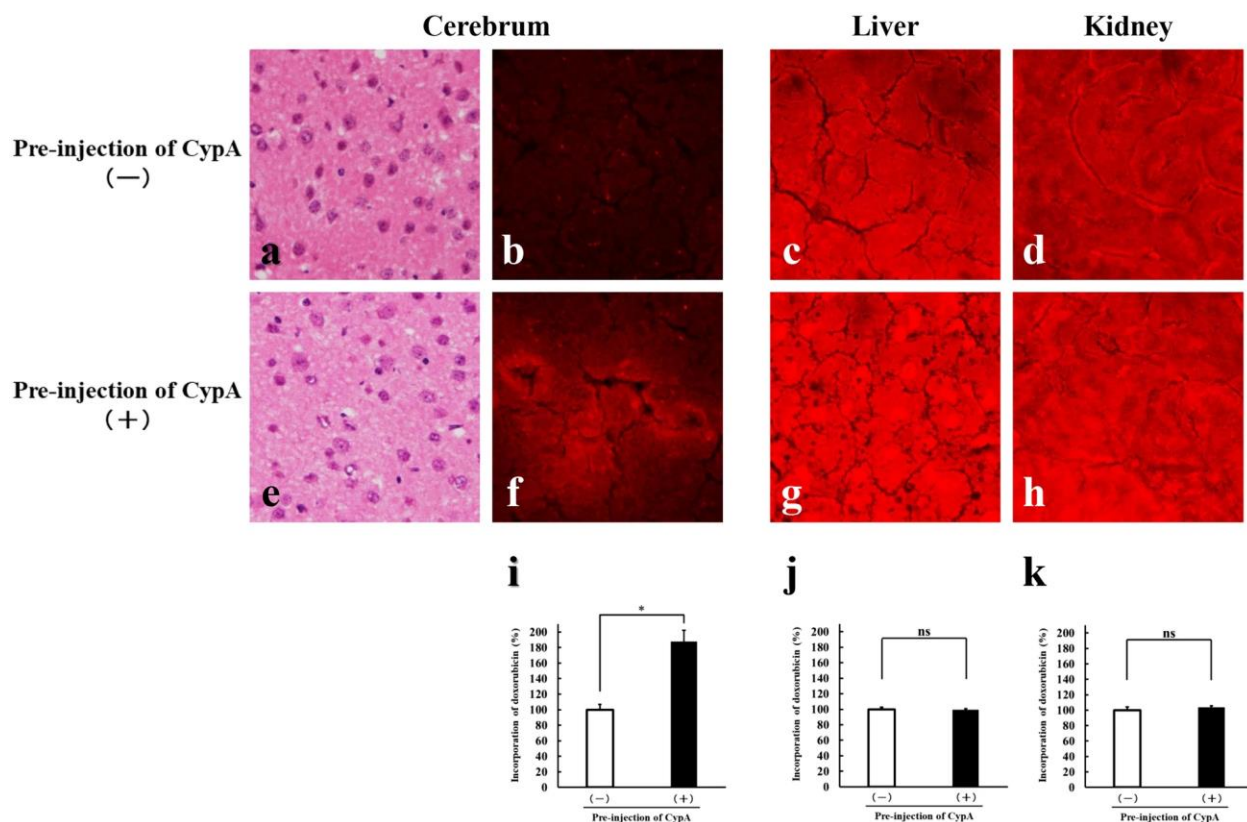 Cerebrum
Liver
Kidney
Pre-injection of CypA
(—)
a
b
c
d
Pre-injection of CypA
(+)
e
f
g
h
i
j
k
Incorporation of doxorubicin (%)
200
180
160
140
120
100
80
60
40
20
0
*
(−)
(+)
Pre-injection of CypA
Incorporation of doxorubicin (%)
200
180
160
140
120
100
80
60
40
20
0
ns
(−)
(+)
Pre-injection of CypA
Incorporation of doxorubicin (%)
200
180
160
140
120
100
80
60
40
20
0
ns
(−)
(+)
Pre-injection of CypA